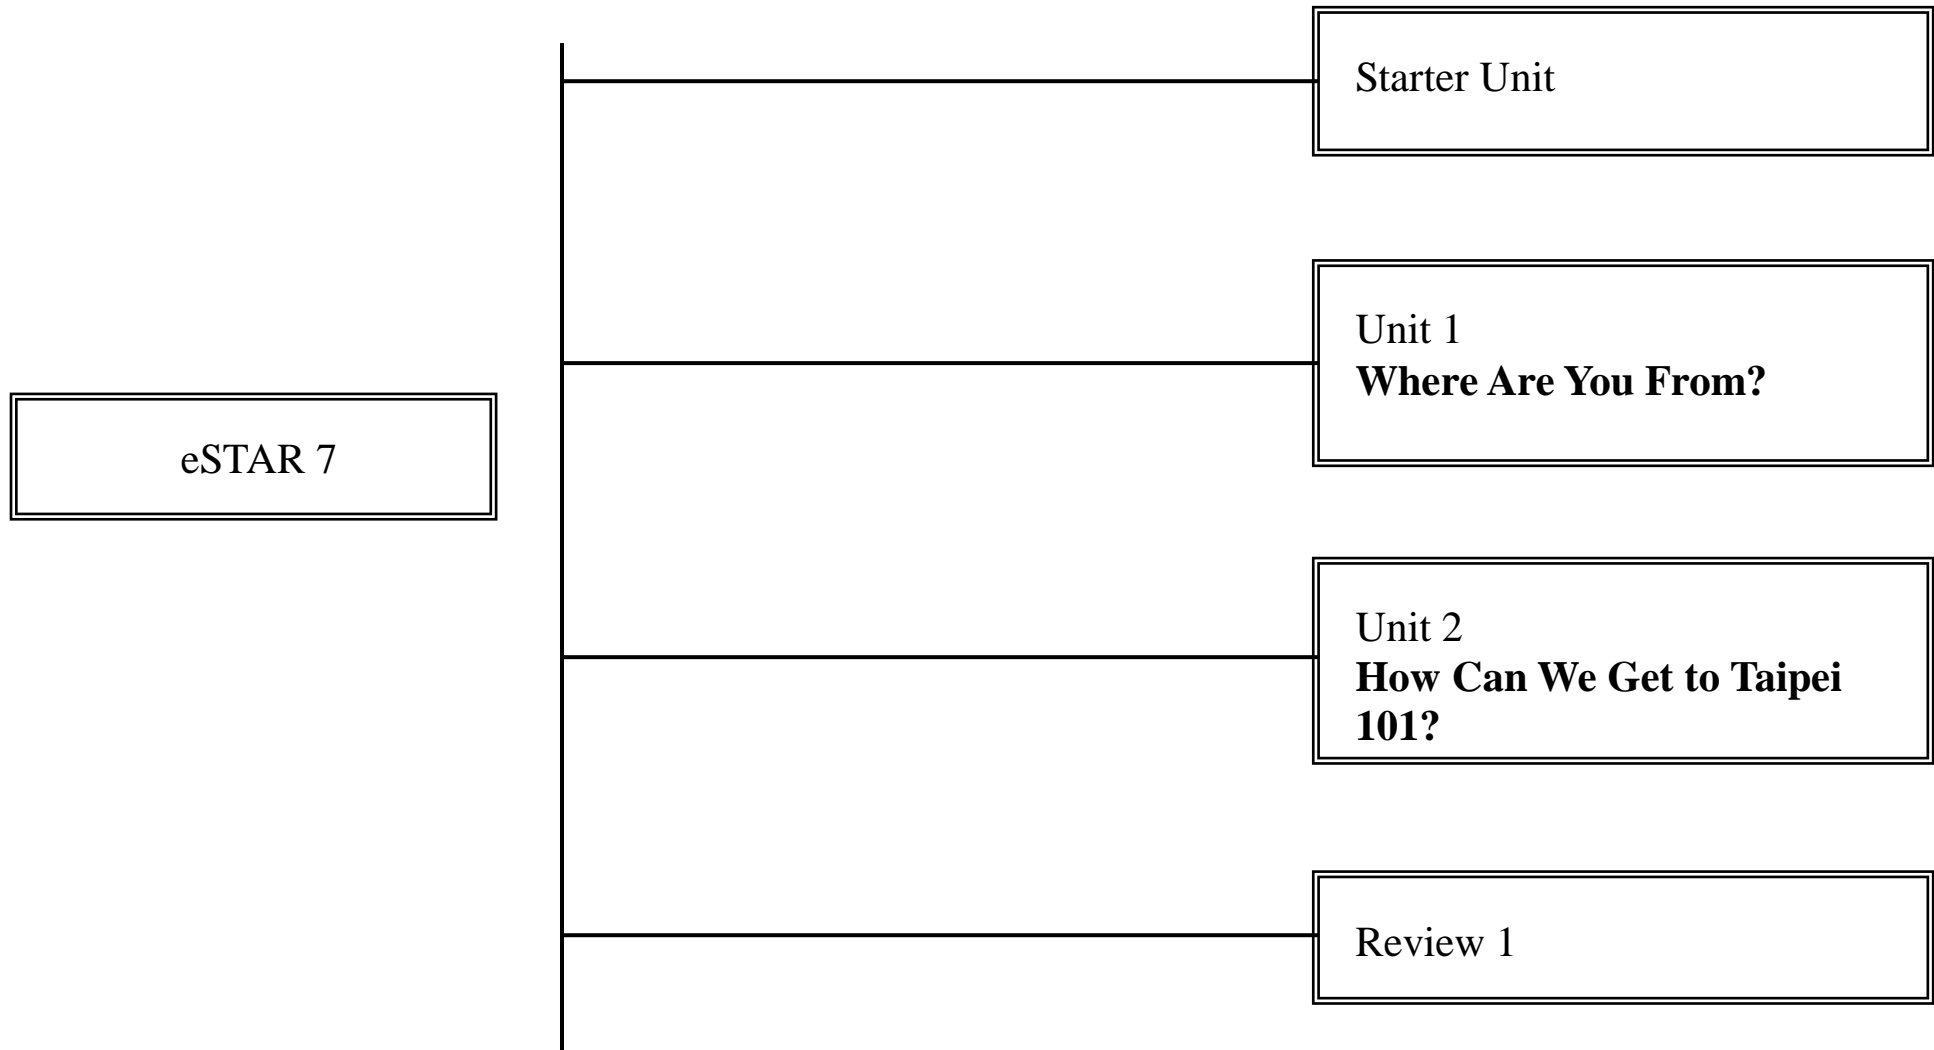 Starter Unit
Unit 1
Where Are You From?
eSTAR 7
Unit 2
How Can We Get to Taipei
101?
Review 1